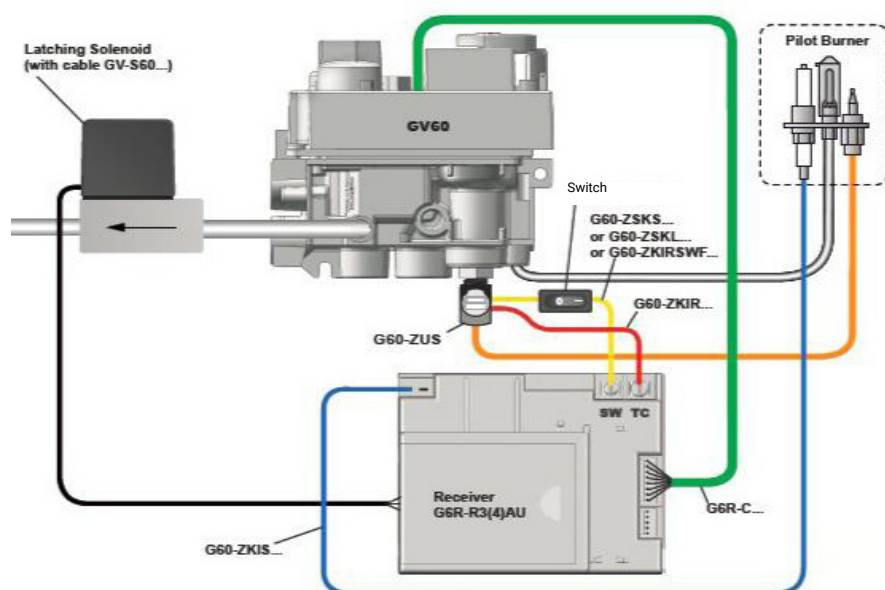 Latching Solenoid
(with cable GV-S60...)
Pilot Burner
GV60
Switch
G60-ZSKS...
or G60-ZSKL...
or G60-ZKIRSWF...
G60-ZKIR...
G60-ZUS
SW TC
Receiver
G6R-R3(4)AU
G6R-C...
G60-ZKIS...